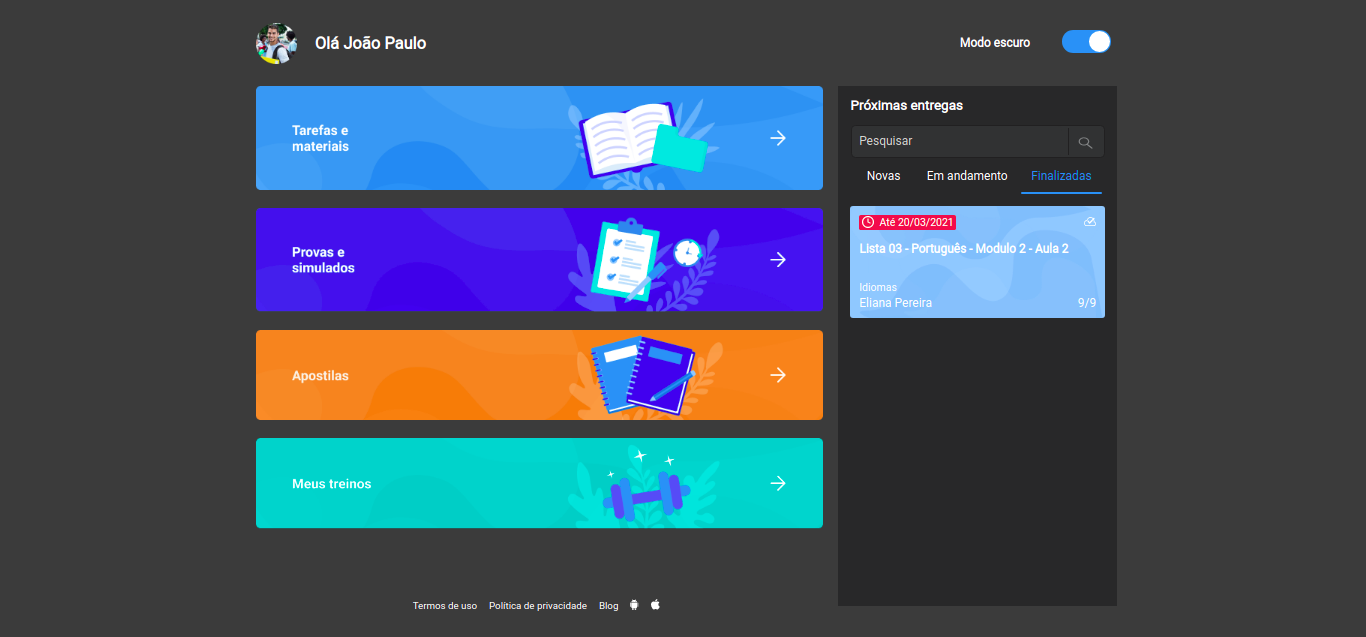 Olá João Paulo
Modo escuro
Tarefas e
materiais
Provas e
simulados
Apostilas
Meus treinos
Próximas entregas
Pesquisar
Novas
Em andamento
Finalizadas
Até 20/03/2021
Lista 03 - Português - Modulo 2 - Aula 2
Idiomas
Eliana Pereira
9/9
Termos de uso
Política de privacidade
Blog